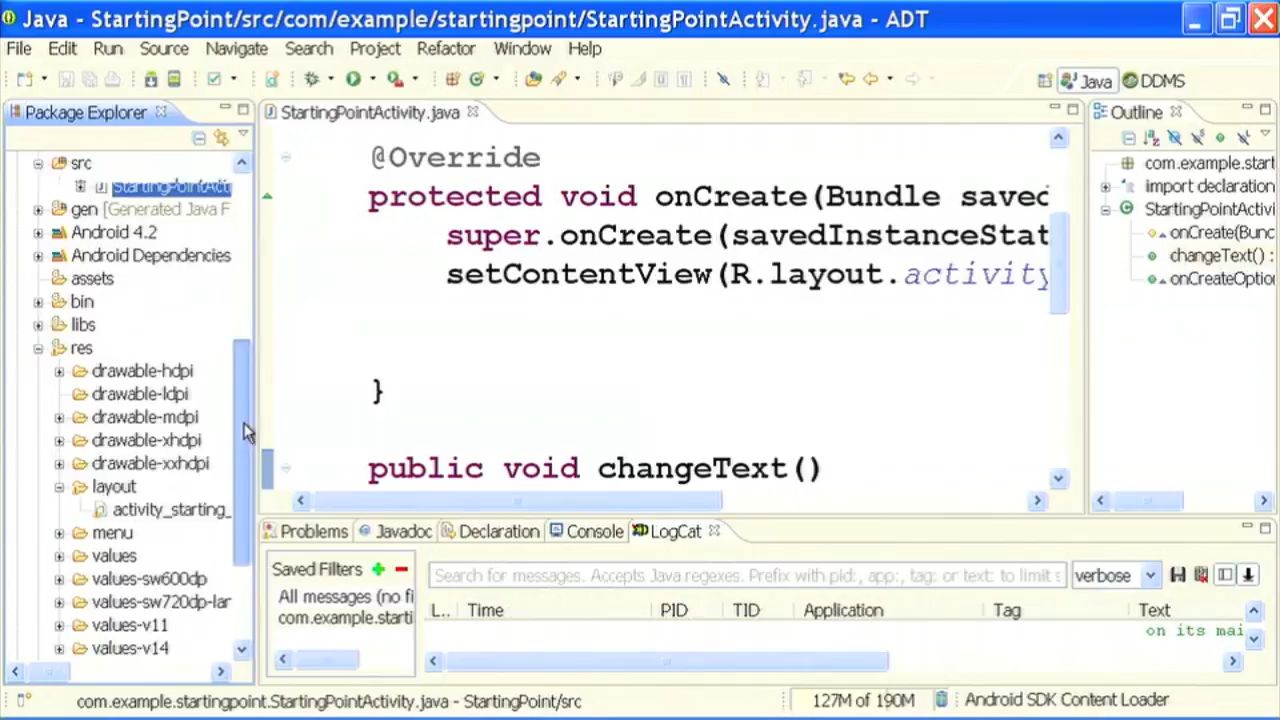 Java - StartingPoint/src/com/example/startingpoint/StartingPointActivity.java - ADT
File Edit Run Source Navigate Search Project Refactor Window Help
Java DDMS
Package Explorer
src
StartingPointActi
gen [Generated Java F
Android 4.2
Android Dependencies
assets
bin
libs
res
drawable-hdpi
drawable-ldpi
drawable-mdpi
drawable-xhdpi
drawable-xxhdpi
layout
activity_starting_
menu
values
values-sw600dp
values-sw720dp-lan
values-v11
values-v14
StartingPointActivity.java
@Override
protected void onCreate(Bundle saved
super.onCreate(savedInstanceStat
setContentView(R.layout.activity
}
public void changeText()
Outline
com.example.start
import declaration
StartingPointActivi
onCreate(Bunc
changeText() :
onCreateOptio
Problems Javadoc Declaration Console LogCat
Saved Filters
All messages (no fi
com.example.starti
Search for messages. Accepts Java regexes. Prefix with pid:, app:, tag: or text: to limit s
verbose
L.. Time PID TID Application Tag Text
on its mai
com.example.startingpoint.StartingPointActivity.java - StartingPoint/src
127M of 190M
Android SDK Content Loader